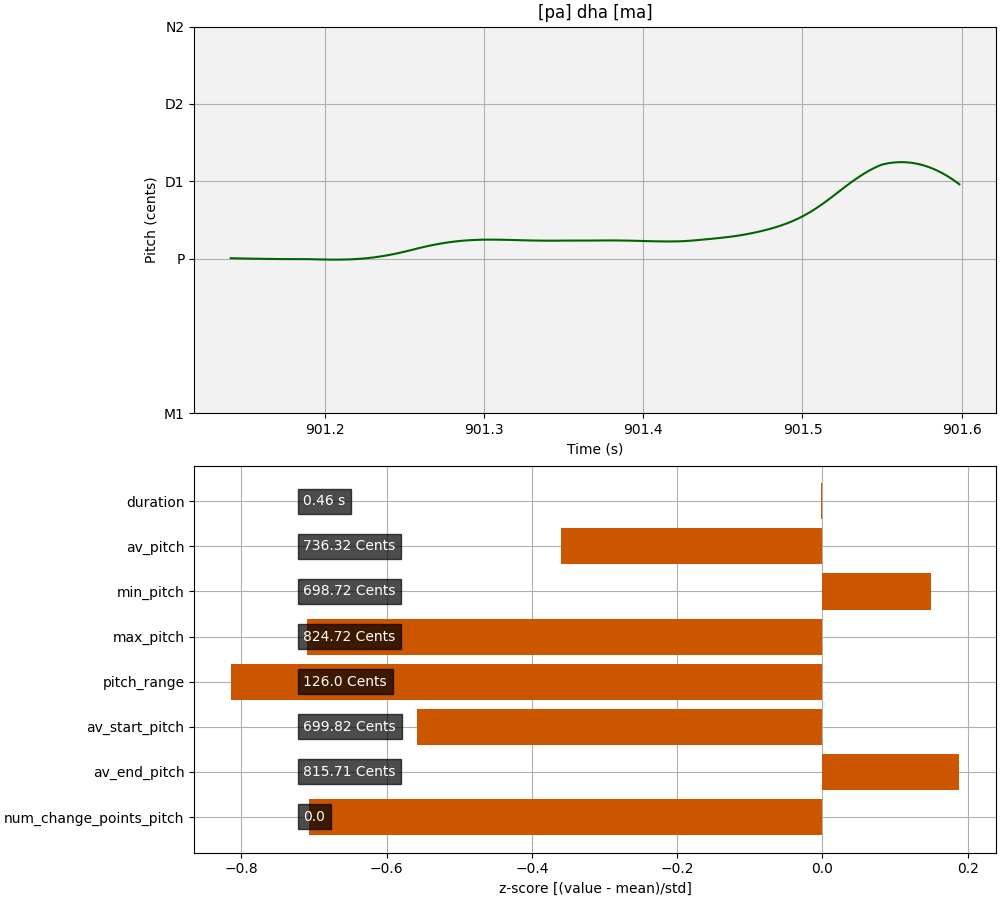 [pa] dha [ma]
N2
D2
D1
P
M1
Pitch (cents)
901.2 901.3 901.4 901.5 901.6
Time (s)
duration 0.46 s
av_pitch 736.32 Cents
min_pitch 698.72 Cents
max_pitch 824.72 Cents
pitch_range 126.0 Cents
av_start_pitch 699.82 Cents
av_end_pitch 815.71 Cents
num_change_points_pitch 0.0
−0.8 −0.6 −0.4 −0.2 0.0 0.2
z-score [(value - mean)/std]